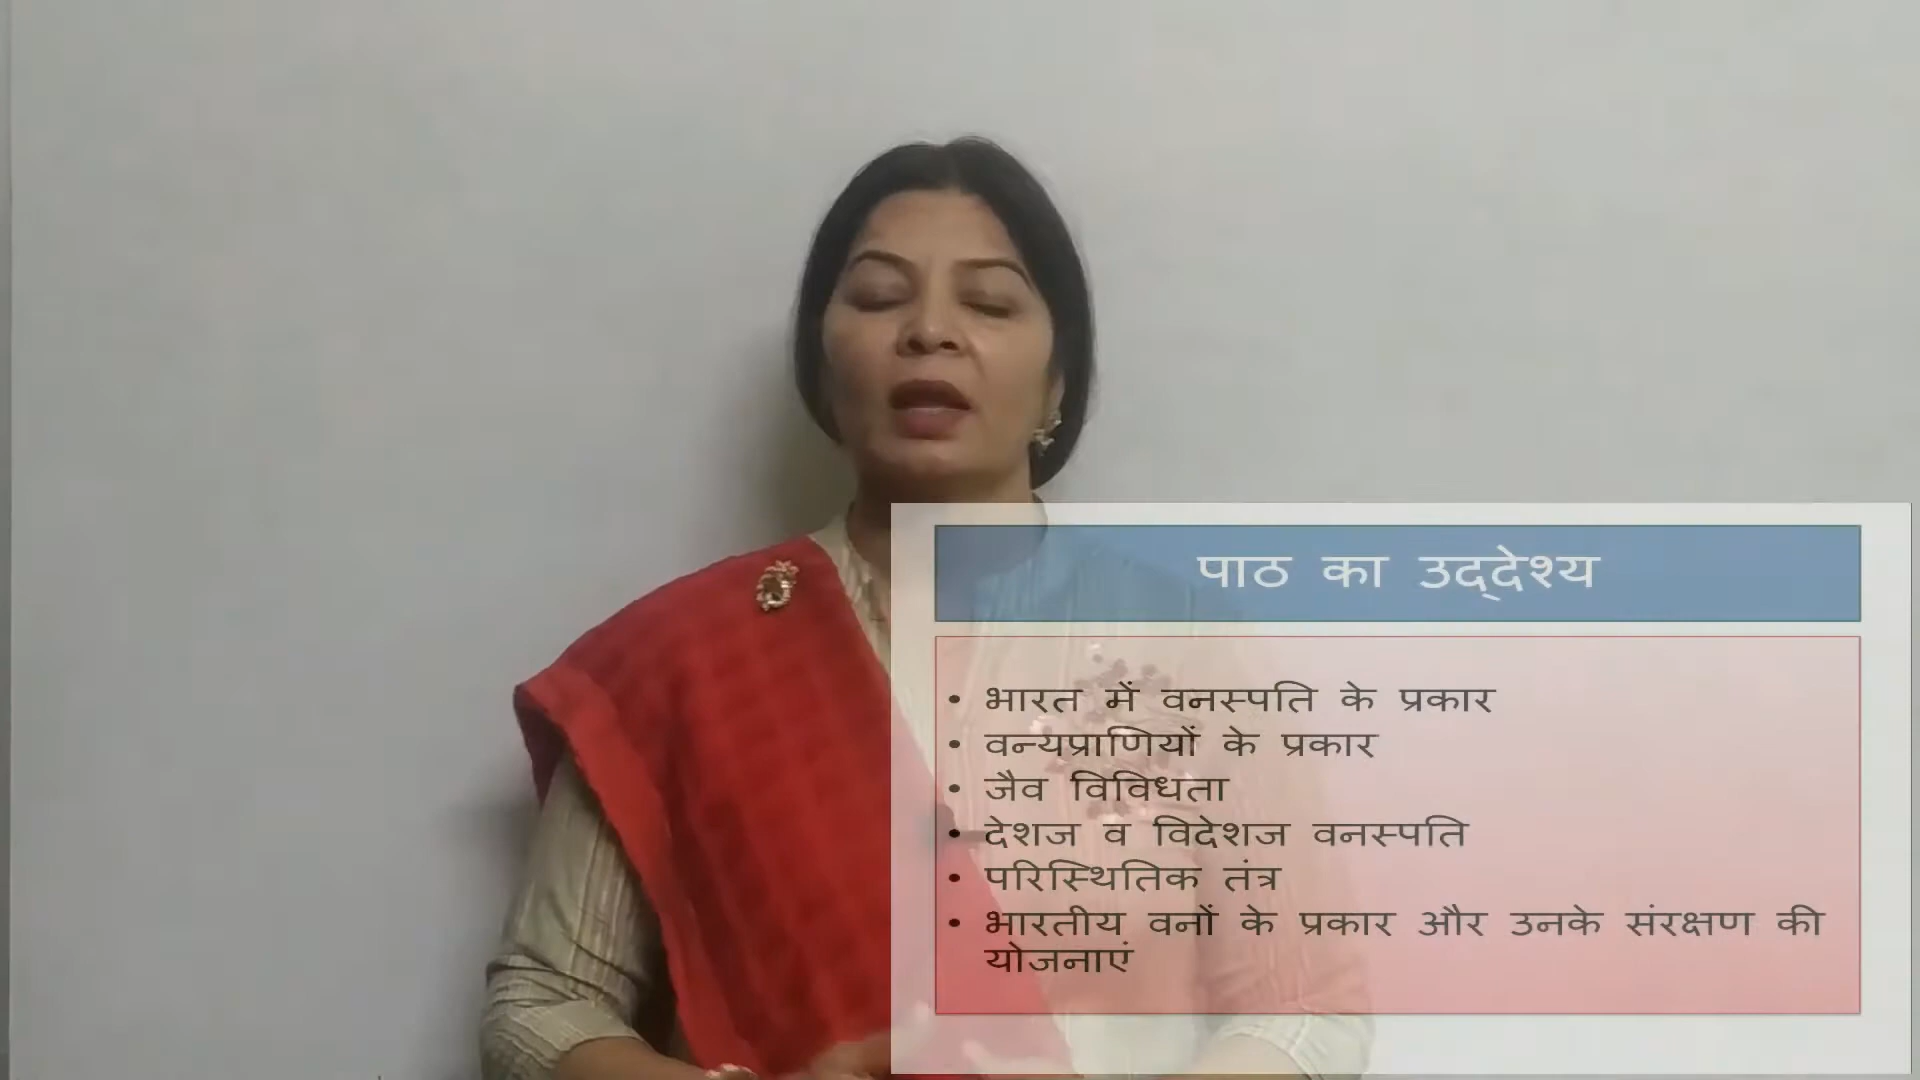 पाठ का उद्देश्य
• भारत में वनस्पति के प्रकार
• वन्यप्राणियों के प्रकार
• जैव विविधता
• देशज व विदेशज वनस्पति
• परिस्थितिक तंत्र
• भारतीय वनों के प्रकार और उनके संरक्षण की
योजनाएं